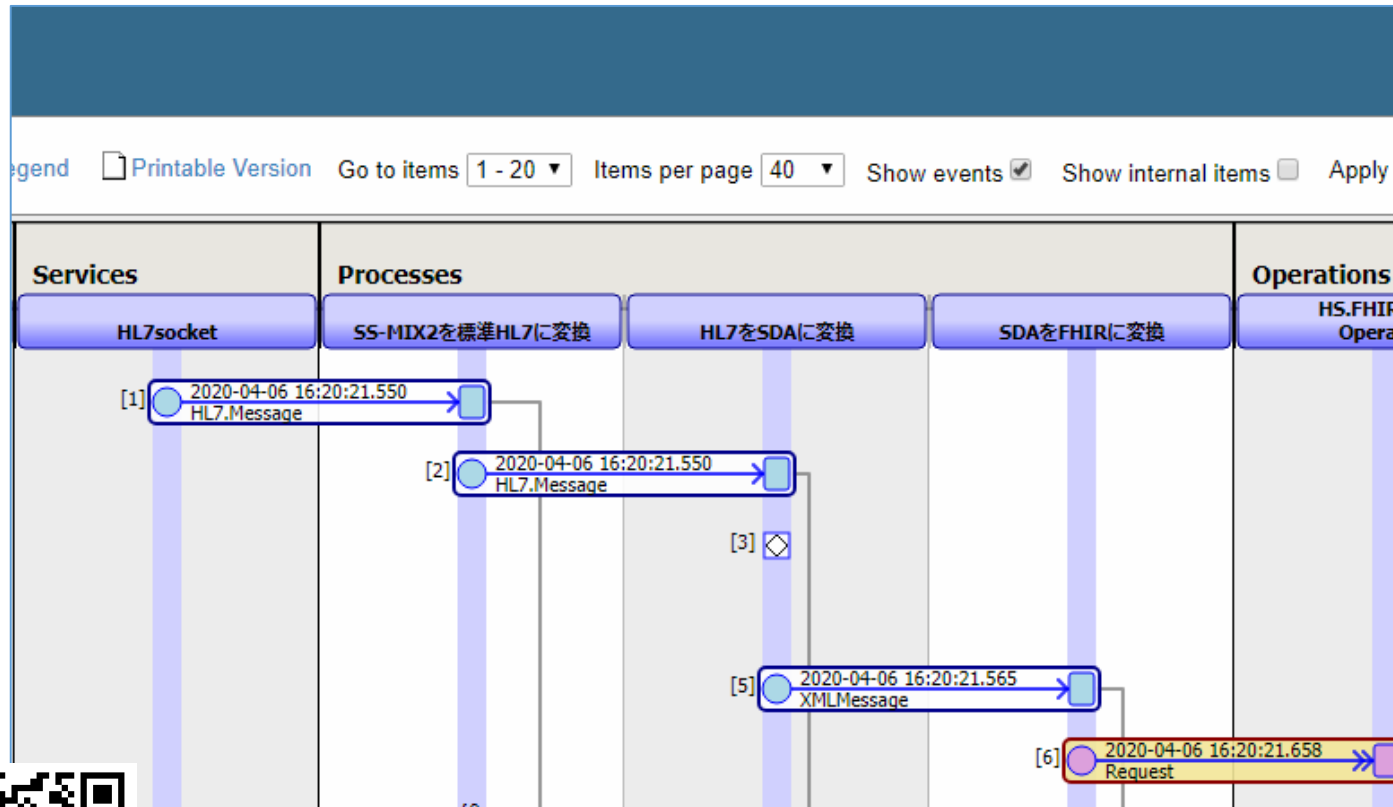 egend Printable Version Go to items 1 - 20 Items per page 40 Show events Show internal items Apply
Services Processes Operations
HL7socket SS-MIX2を標準HL7に変換 HL7をSDAに変換 SDAをFHIRに変換 HS.FHIR
Opera
[1] 2020-04-06 16:20:21.550
HL7.Message
[2] 2020-04-06 16:20:21.550
HL7.Message
[3]
[5] 2020-04-06 16:20:21.565
XMLMessage
[6] 2020-04-06 16:20:21.658
Request